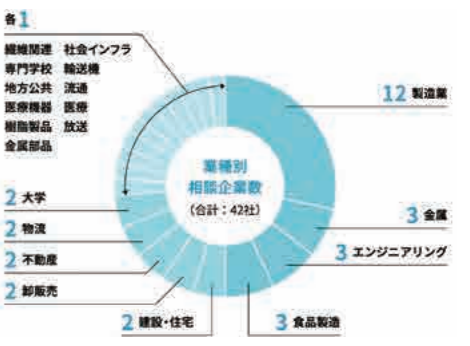 各1
繊維関連 社会インフラ
専門学校 輸送機
地方公共 流通
医療機器 医療
樹脂製品 放送
金属部品
12 製造業
業種別
相談企業数
(合計：42社)
2 大学
3 金属
2 物流
3 エンジニアリング
2 不動産
2 卸販売
2 建設・住宅
3 食品製造